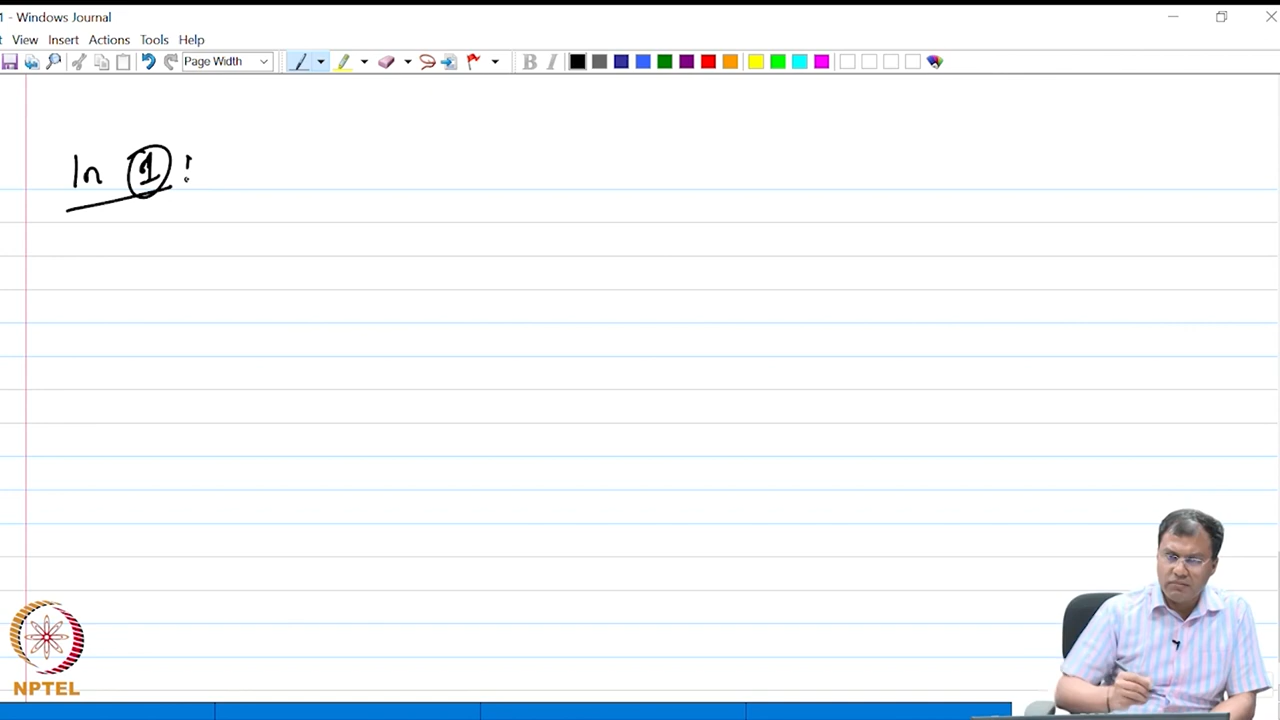 1 - Windows Journal
t View Insert Actions Tools Help
Page Width
B I
In ① :
NPTEL